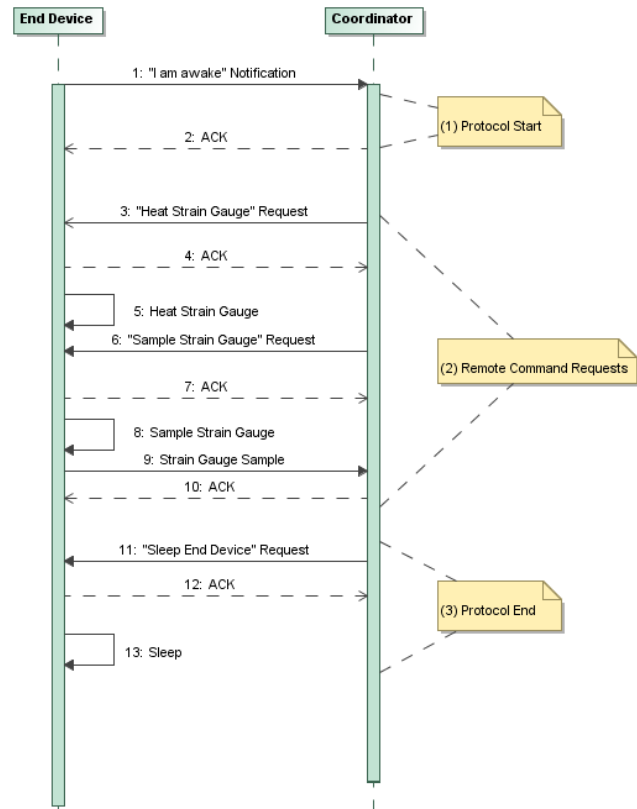 End Device
Coordinator
1: "I am awake" Notification
(1) Protocol Start
2: ACK
3: "Heat Strain Gauge" Request
4: ACK
5: Heat Strain Gauge
6: "Sample Strain Gauge" Request
(2) Remote Command Requests
7: ACK
8: Sample Strain Gauge
9: Strain Gauge Sample
10: ACK
11: "Sleep End Device" Request
12: ACK
(3) Protocol End
13: Sleep